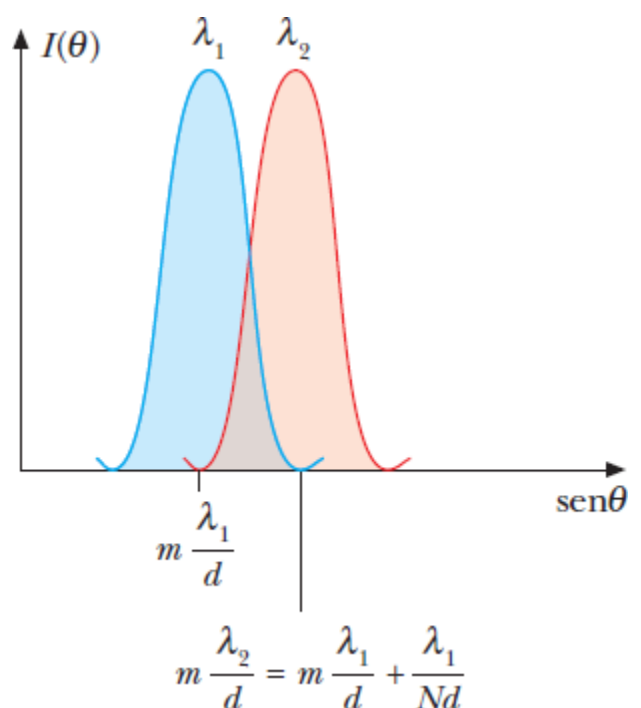 I(θ)
λ₁ λ₂
senθ
m λ₁/d
m λ₂/d = m λ₁/d + λ₁/Nd